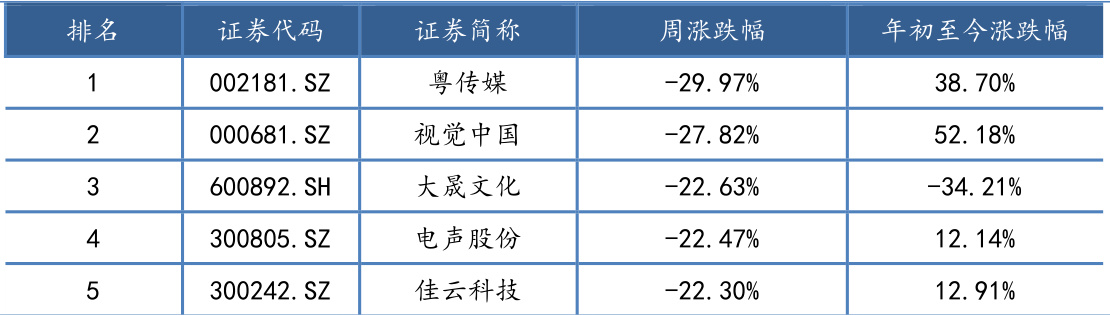 排名 证券代码 证券简称 周涨跌幅 年初至今涨跌幅
1 002181.SZ 粤传媒 -29.97% 38.70%
2 000681.SZ 视觉中国 -27.82% 52.18%
3 600892.SH 大晟文化 -22.63% -34.21%
4 300805.SZ 电声股份 -22.47% 12.14%
5 300242.SZ 佳云科技 -22.30% 12.91%